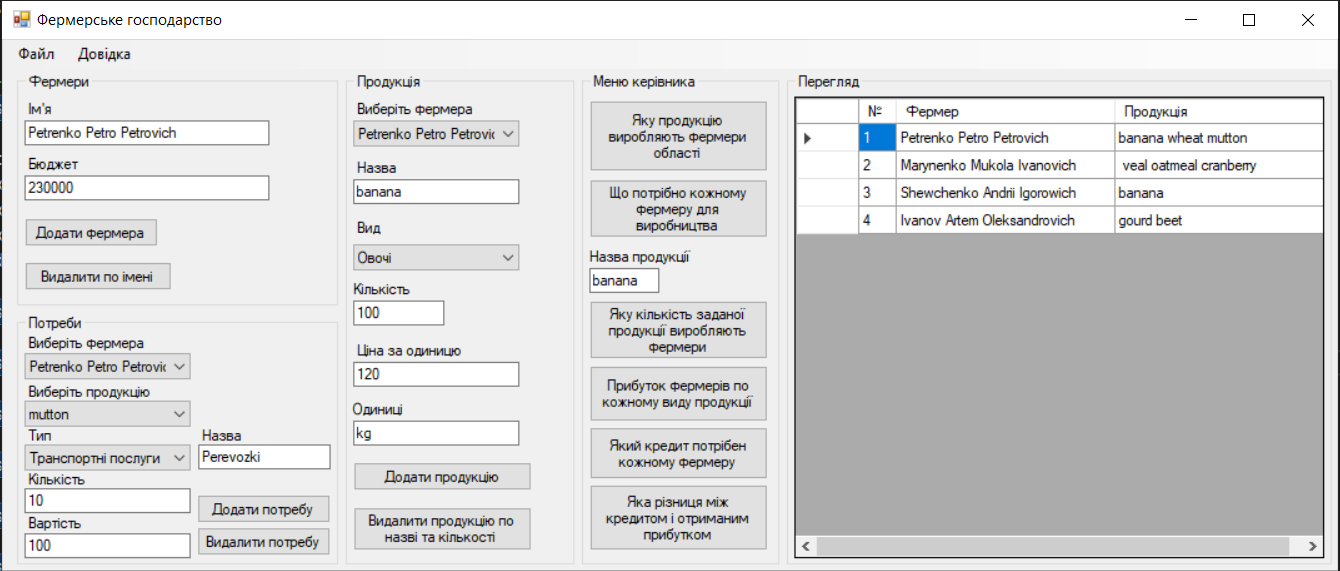 Фермерське господарство
Файл Довідка
Фермери
Ім'я
Petrenko Petro Petrovich
Бюджет
230000
Додати фермера
Видалити по імені
Потреби
Виберіть фермера
Petrenko Petro Petrovic
Виберіть продукцію
mutton
Тип
Назва
Транспортні послуги
Perevozki
Кількість
10
Додати потребу
Вартість
100
Видалити потребу
Продукція
Виберіть фермера
Petrenko Petro Petrovic
Назва
banana
Вид
Овочі
Кількість
100
Ціна за одиницю
120
Одиниці
kg
Додати продукцію
Видалити продукцію по
назві та кількості
Меню керівника
Яку продукцію
виробляють фермери
області
Що потрібно кожному
фермеру для
виробництва
Назва продукції
banana
Яку кількість заданої
продукції виробляють
фермери
Прибуток фермерів по
кожному виду продукції
Який кредит потрібен
кожному фермеру
Яка різниця між
кредитом і отриманим
прибутком
Перегляд
№ Фермер Продукція
1 Petrenko Petro Petrovich banana wheat mutton
2 Marynenko Mukola Ivanovich veal oatmeal cranberry
3 Shewchenko Andrii Igorowich banana
4 Ivanov Artem Oleksandrovich gourd beet